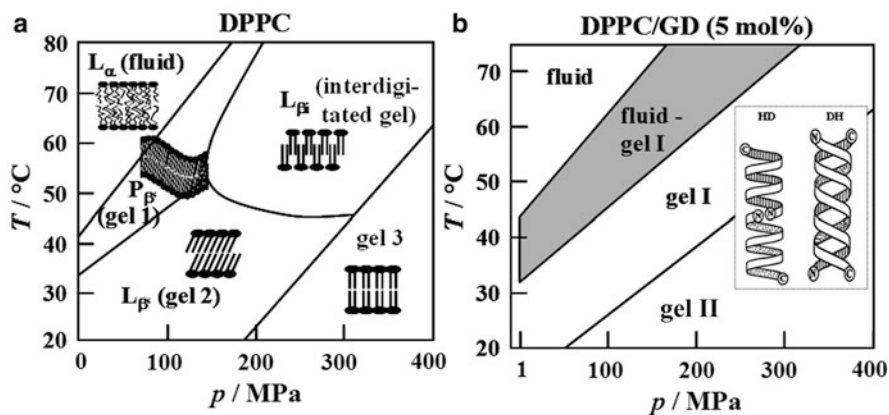 a
DPPC
T / °C
80
70
60
50
40
30
20
Lα (fluid)
Lβi (interdigi-
tated gel)
Pβ‘
(gel 1)
Lβ‘ (gel 2)
gel 3
0
100
200
300
400
p / MPa
b
DPPC/GD (5 mol%)
T / °C
70
60
50
40
30
20
fluid
fluid -
gel I
gel I
gel II
HD
DH
C
N N
C
N C
N C
1
100
200
300
400
p / MPa